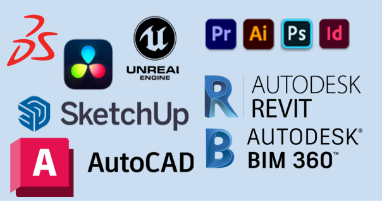 Pr Ai Ps Id
UNREAL
ENGINE
SketchUp
R AUTODESK
REVIT
B AUTODESK®
BIM 360™
A AutoCAD